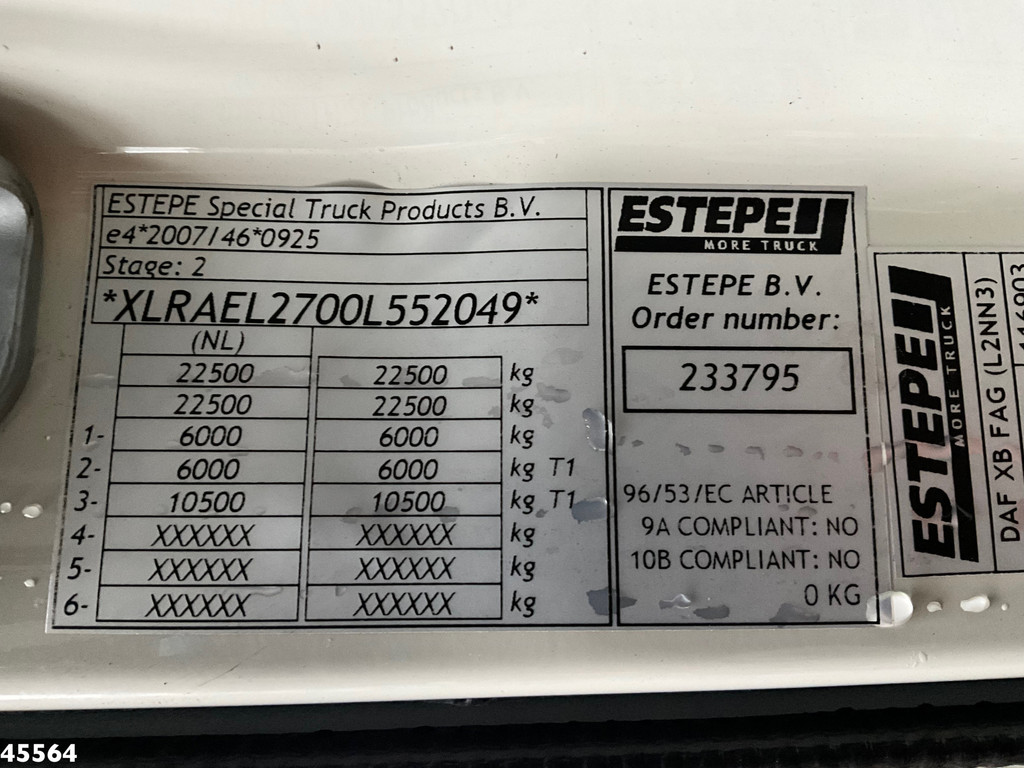 ESTEPE Special Truck Products B.V.
e4*2007/46*0925
Stage: 2
*XLRAEL2700L552049*
(NL)
22500 22500 kg
22500 22500 kg
1- 6000 6000 kg
2- 6000 6000 kg T1
3- 10500 10500 kg T1
4- XXXXXX XXXXXX kg
5- XXXXXX XXXXXX kg
6- XXXXXX XXXXXX kg
ESTEPE
MORE TRUCK
ESTEPE B.V.
Order number:
233795
96/53/EC ARTICLE
9A COMPLIANT: NO
10B COMPLIANT: NO
0 KG
ESTEPE
MORE TRUCK
DAF XB FAG (L2NN3)
45564